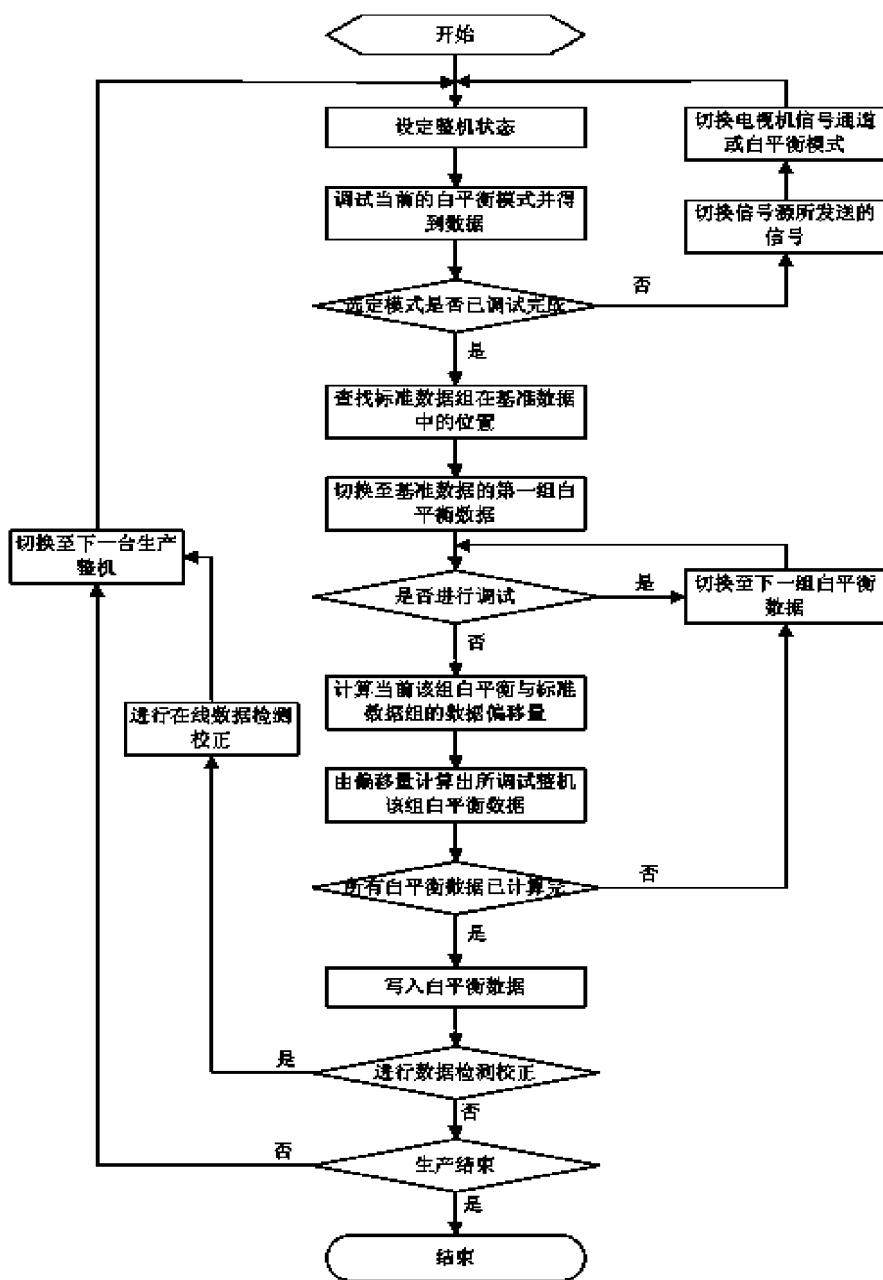 开始
设定整机状态
切换电视机信号通道
或白平衡模式
调试当前的白平衡模式并得
到数据
切换信号源所发送的
信号
选定模式是否已调试完成
否
是
查找标准数据组在基准数据
中的位置
切换至基准数据的第一组白
平衡数据
切换至下一台生产
整机
是否进行调试
是
切换至下一组白平衡
数据
否
计算当前该组白平衡与标准
数据组的数据偏移量
进行在线数据检测
校正
由偏移量计算出所调试整机
该组白平衡数据
所有白平衡数据已计算完
否
是
写入白平衡数据
进行数据检测校正
是
否
生产结束
否
是
结束